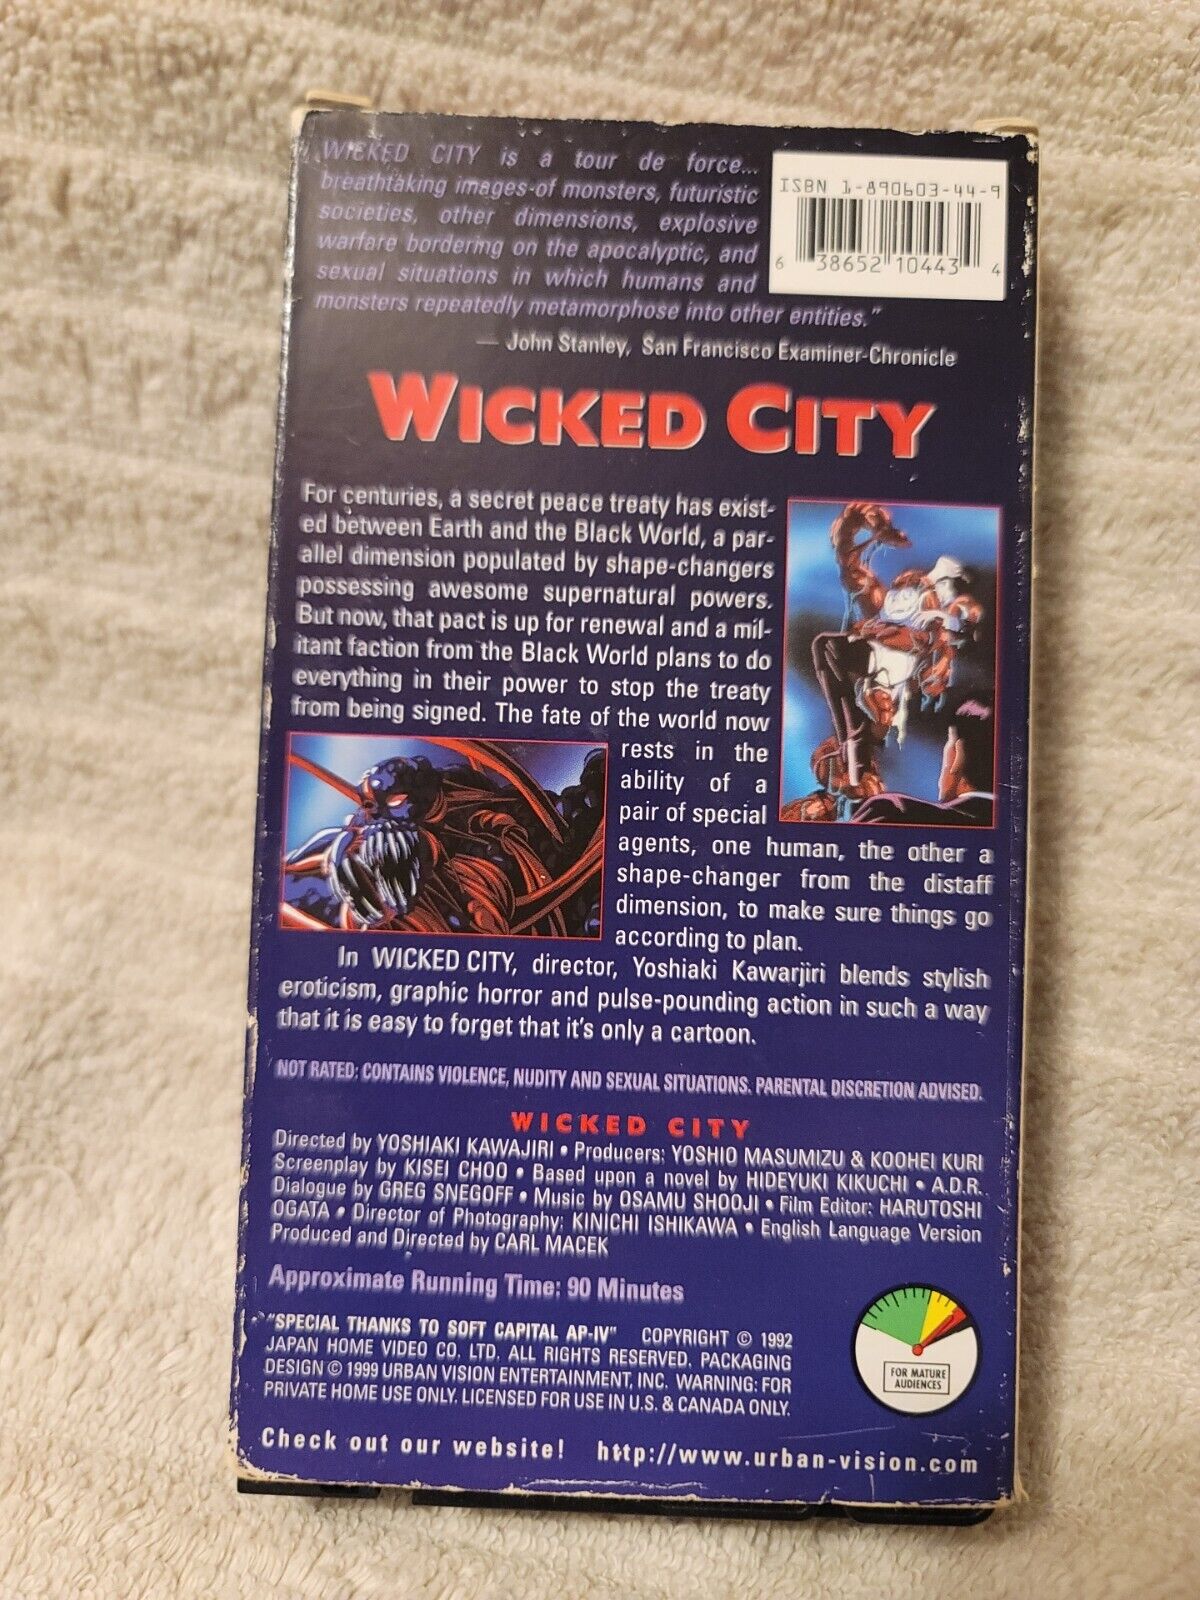 WICKED CITY is a tour de force...
breathtaking images of monsters, futuristic
societies, other dimensions, explosive
warfare bordering on the apocalyptic, and
sexual situations in which humans and
monsters repeatedly metamorphose into other entities."
— John Stanley, San Francisco Examiner-Chronicle
ISBN 1-890603-44-9
6 38652 10443 4
WICKED CITY
For centuries, a secret peace treaty has exist-
ed between Earth and the Black World, a par-
allel dimension populated by shape-changers
possessing awesome supernatural powers.
But now, that pact is up for renewal and a mil-
itant faction from the Black World plans to do
everything in their power to stop the treaty
from being signed. The fate of the world now
rests in the
ability of a
pair of special
agents, one human, the other a
shape-changer from the distaff
dimension, to make sure things go
according to plan.
In WICKED CITY, director, Yoshiaki Kawarjiri blends stylish
eroticism, graphic horror and pulse-pounding action in such a way
that it is easy to forget that it's only a cartoon.
NOT RATED: CONTAINS VIOLENCE, NUDITY AND SEXUAL SITUATIONS. PARENTAL DISCRETION ADVISED.
WICKED CITY
Directed by YOSHIAKI KAWAJIRI • Producers: YOSHIO MASUMIZU & KOOHEI KURI
Screenplay by KISEI CHOO • Based upon a novel by HIDEYUKI KIKUCHI • A.D.R.
Dialogue by GREG SNEGOFF • Music by OSAMU SHOOJI • Film Editor: HARUTOSHI
OGATA • Director of Photography: KINICHI ISHIKAWA • English Language Version
Produced and Directed by CARL MACEK
Approximate Running Time: 90 Minutes
"SPECIAL THANKS TO SOFT CAPITAL AP-IV" COPYRIGHT © 1992
JAPAN HOME VIDEO CO. LTD. ALL RIGHTS RESERVED. PACKAGING
DESIGN © 1999 URBAN VISION ENTERTAINMENT, INC. WARNING: FOR
PRIVATE HOME USE ONLY. LICENSED FOR USE IN U.S. & CANADA ONLY.
FOR MATURE
AUDIENCES
Check out our website! http://www.urban-vision.com